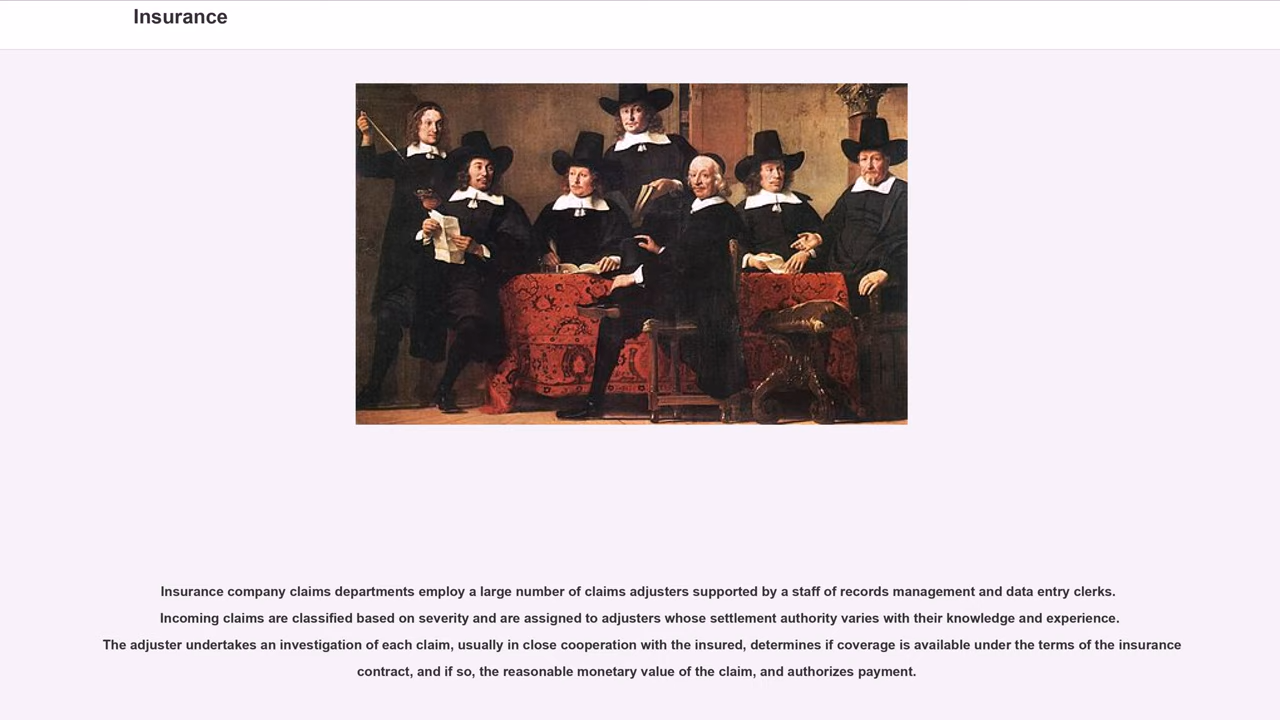 Insurance
Insurance company claims departments employ a large number of claims adjusters supported by a staff of records management and data entry clerks.
Incoming claims are classified based on severity and are assigned to adjusters whose settlement authority varies with their knowledge and experience.
The adjuster undertakes an investigation of each claim, usually in close cooperation with the insured, determines if coverage is available under the terms of the insurance
contract, and if so, the reasonable monetary value of the claim, and authorizes payment.